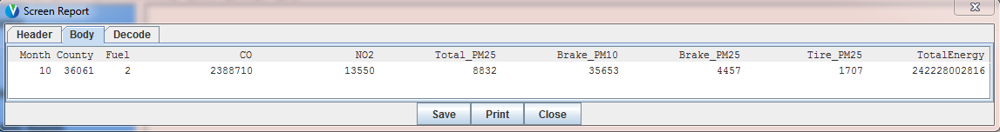 Screen Report
Header Body Decode
Month County Fuel CO NO2 Total_PM25 Brake_PM10 Brake_PM25 Tire_PM25 TotalEnergy
10 36061 2 2388710 13550 8832 35653 4457 1707 242228002816
Save Print Close